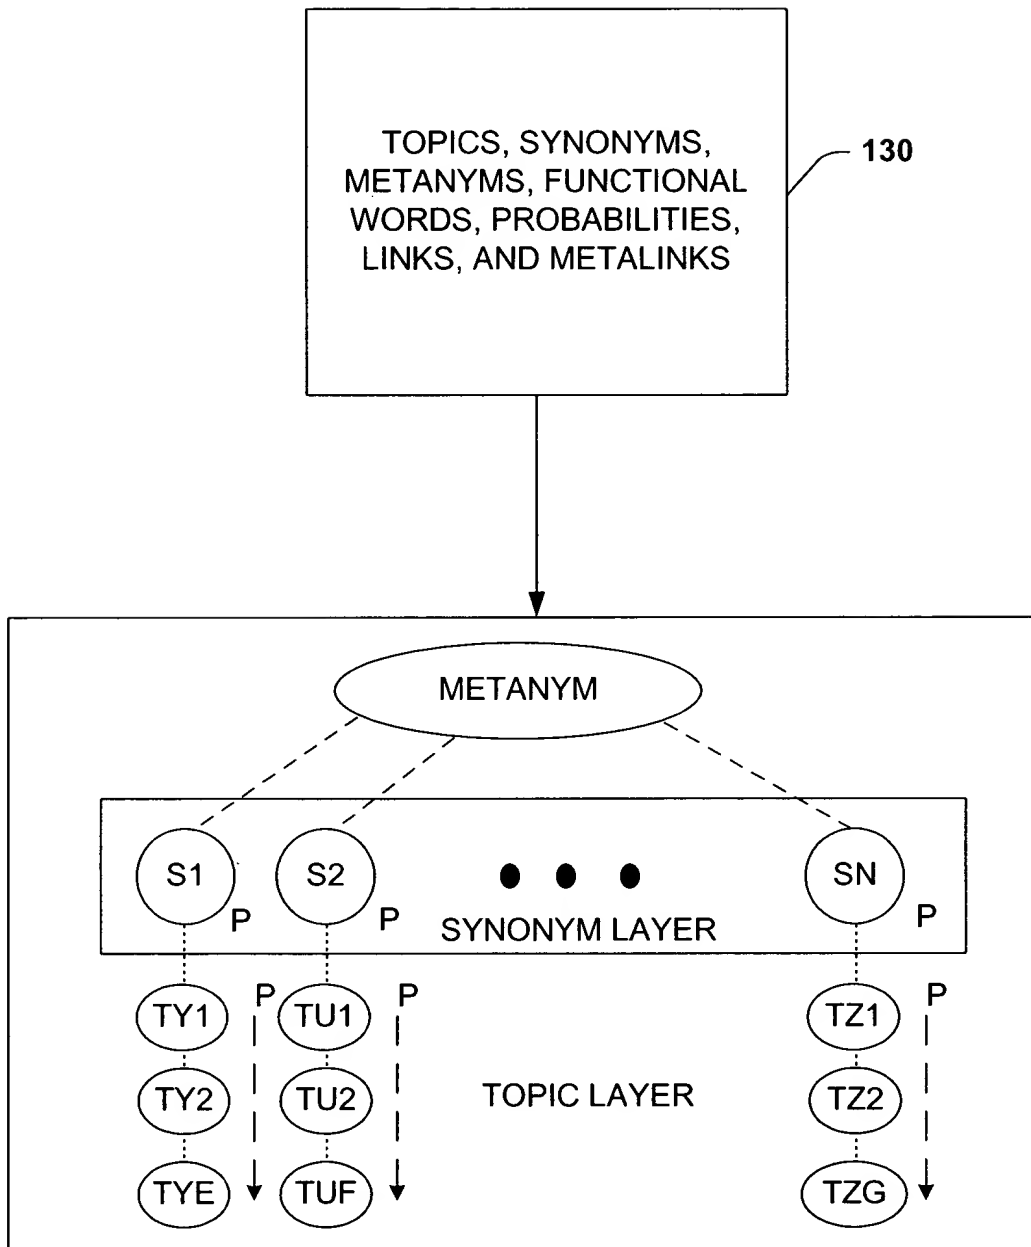 TOPICS, SYNONYMS,
METANYMS, FUNCTIONAL
WORDS, PROBABILITIES,
LINKS, AND METALINKS
130
METANYM
S1 S2 SN
P P P
SYNONYM LAYER
TY1 P TU1 P TZ1 P
TY2 TU2 TOPIC LAYER TZ2
TYE TUF TZG